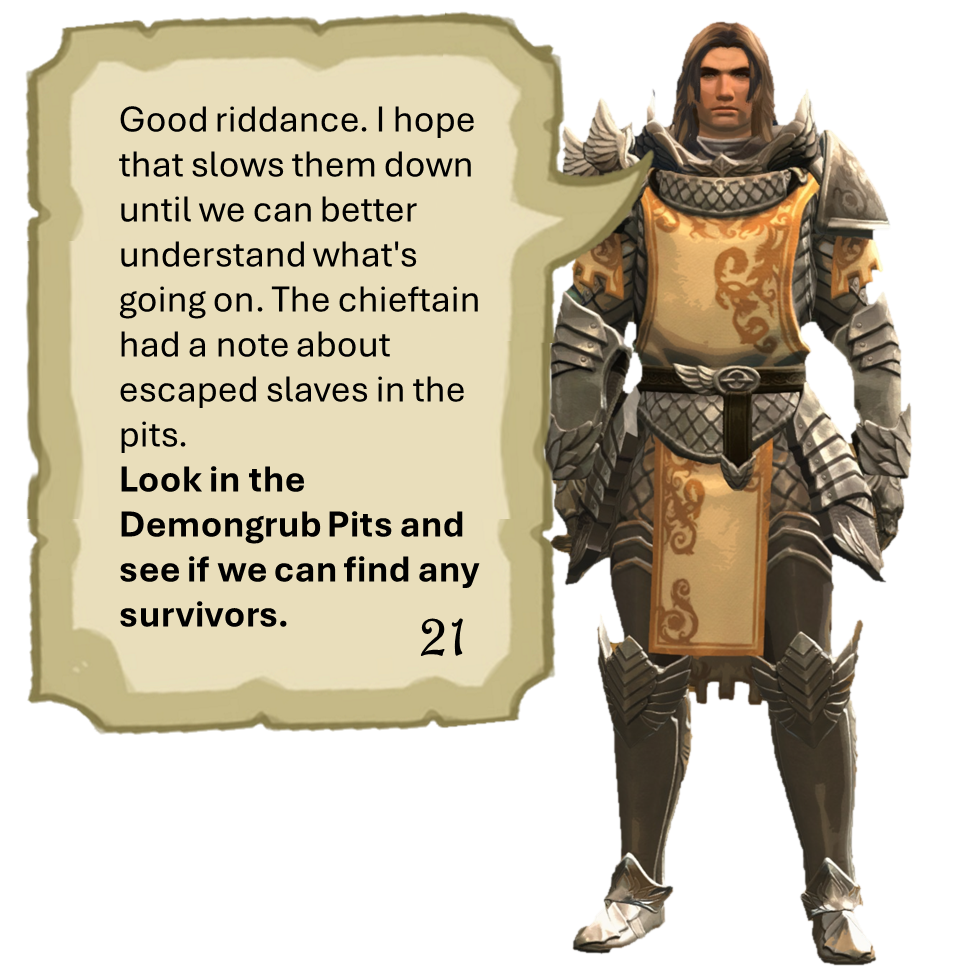 Good riddance. I hope
that slows them down
until we can better
understand what's
going on. The chieftain
had a note about
escaped slaves in the
pits.
Look in the
Demongrub Pits and
see if we can find any
survivors.
21